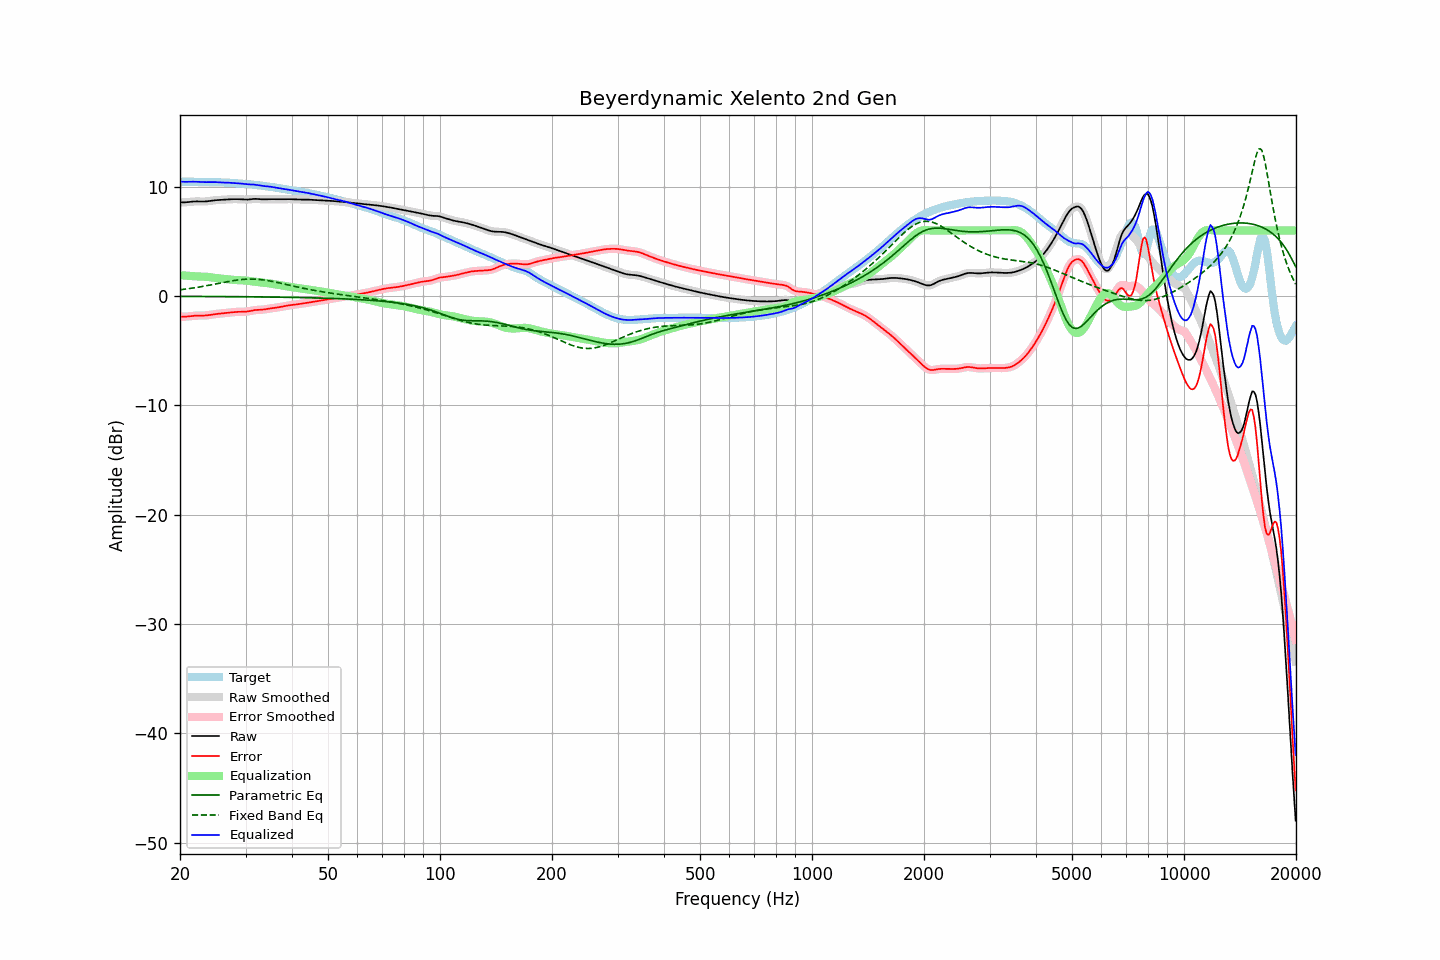 Beyerdynamic Xelento 2nd Gen
10
0
−10
−20
−30
−40
−50
Amplitude (dBr)
Target
Raw Smoothed
Error Smoothed
Raw
Error
Equalization
Parametric Eq
Fixed Band Eq
Equalized
20 50 100 200 500 1000 2000 5000 10000 20000
Frequency (Hz)